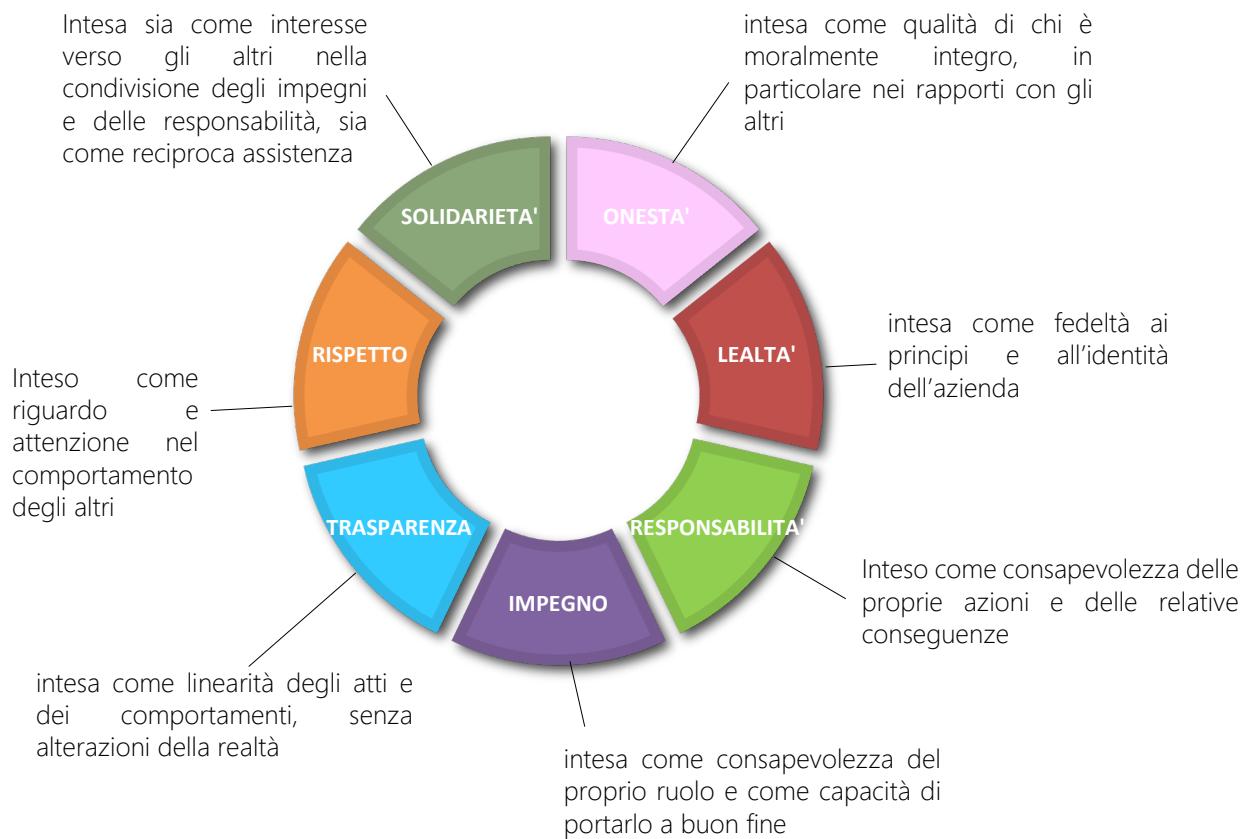 Intesa sia come interesse
verso gli altri nella
condivisione degli impegni
e delle responsabilità, sia
come reciproca assistenza
intesa come qualità di chi è
moralmente integro, in
particolare nei rapporti con gli
altri
SOLIDARIETA'
ONESTA'
RISPETTO
LEALTA'
intesa come fedeltà ai
principi e all’identità
dell’azienda
Inteso come
riguardo e
attenzione nel
comportamento
degli altri
TRASPARENZA
RESPONSABILITA'
IMPEGNO
Inteso come consapevolezza delle
proprie azioni e delle relative
conseguenze
intesa come linearità degli atti e
dei comportamenti, senza
alterazioni della realtà
intesa come consapevolezza del
proprio ruolo e come capacità di
portarlo a buon fine